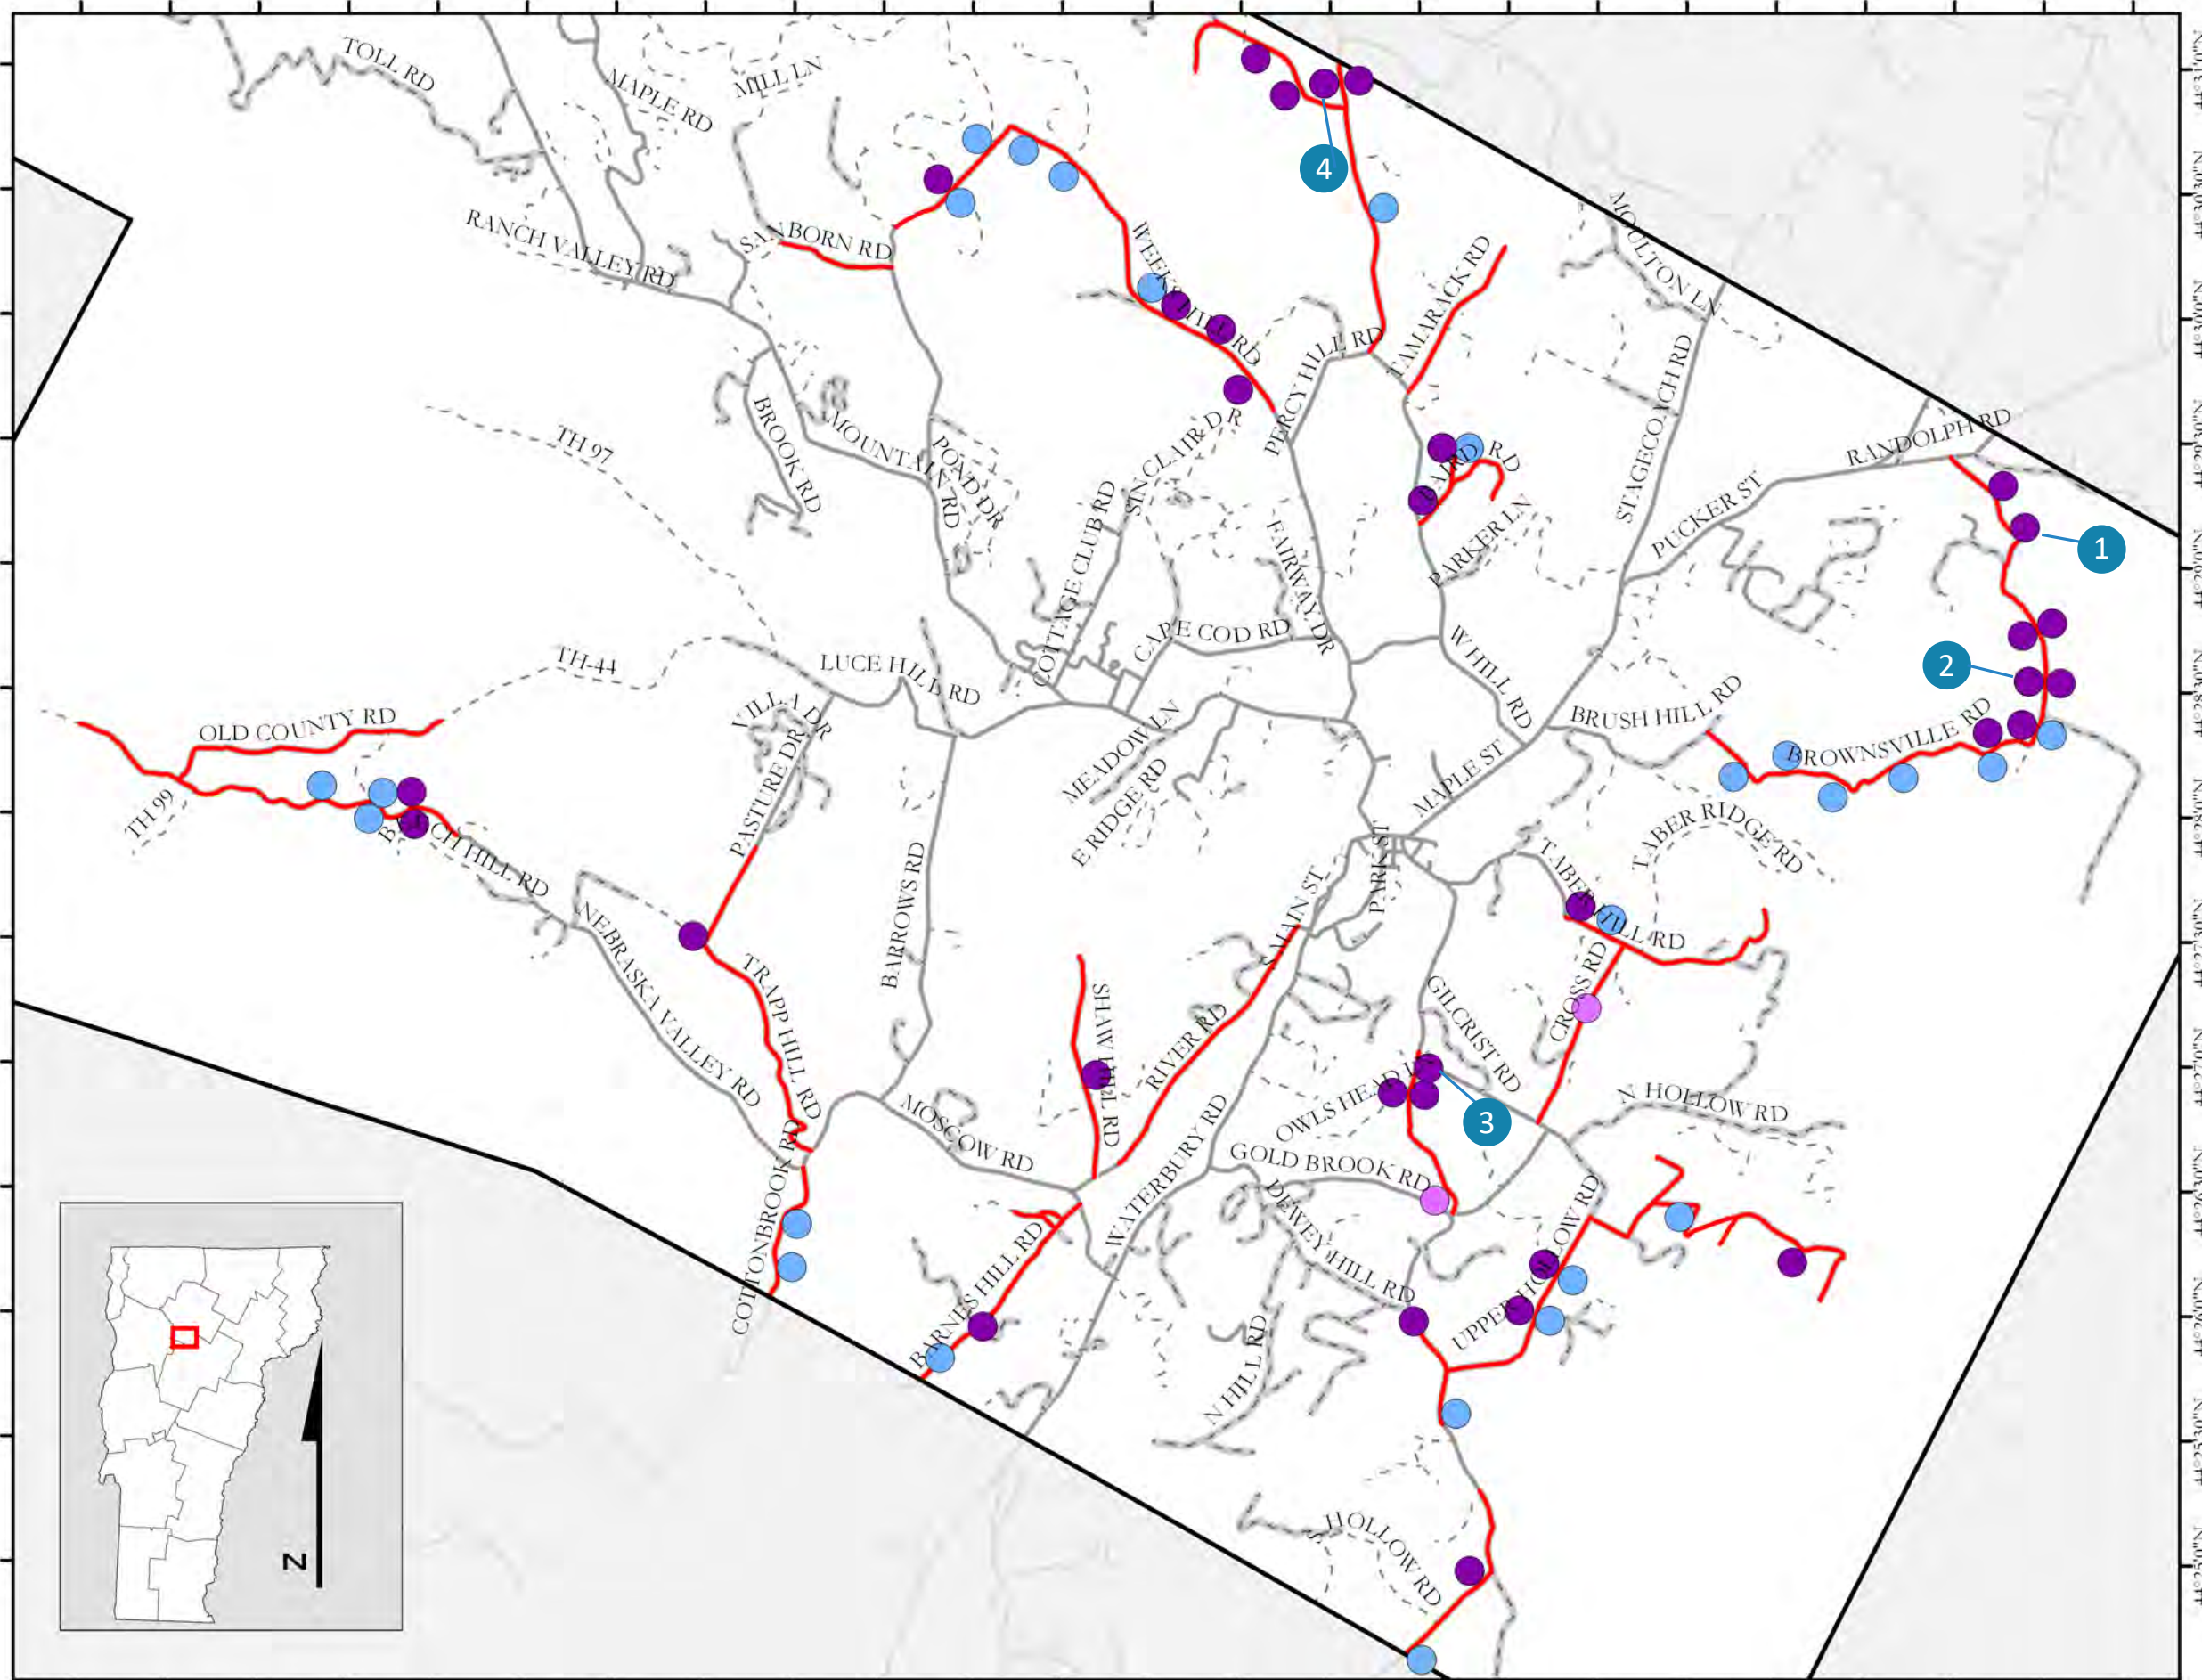 TOLL RD
MAPLE RD
MILL LN
4
RANCH VALLEY RD
SANBORN RD
WEEKS HILL RD
MOULTON LN
TAMARACK RD
PERCY HILL RD
STAGECOACH RD
BROOK RD
MOUNTAIN RD
POND DR
SINCLAIR DR
TH 97
BAIRD RD
RANDOLPH RD
PUCKER ST
PARKER LN
COTTAGE CLUB RD
FAIRWAY DR
1
CAPE COD RD
W HILL RD
2
TH-44
LUCE HILL RD
OLD COUNTY RD
VILLA DR
PASTURE DR
MEADOW LN
E RIDGE RD
BRUSH HILL RD
BROWNSVILLE RD
MAPLE ST
TH 99
BEECH HILL RD
PARK ST
TABER HILL RD
TABER RIDGE RD
NEBRASKA VALLEY RD
BARROWS RD
S MAIN ST
TRAPP HILL RD
SHAW HILL RD
RIVER RD
GILCRIST RD
CROSS RD
OWLS HEAD
3
N HOLLOW RD
MOSCOW RD
GOLD BROOK RD
WATERBURY RD
COTTONBROOK RD
DEWEY HILL RD
UPPER HOLLOW RD
BARNES HILL RD
N HILL RD
S HOLLOW RD
N